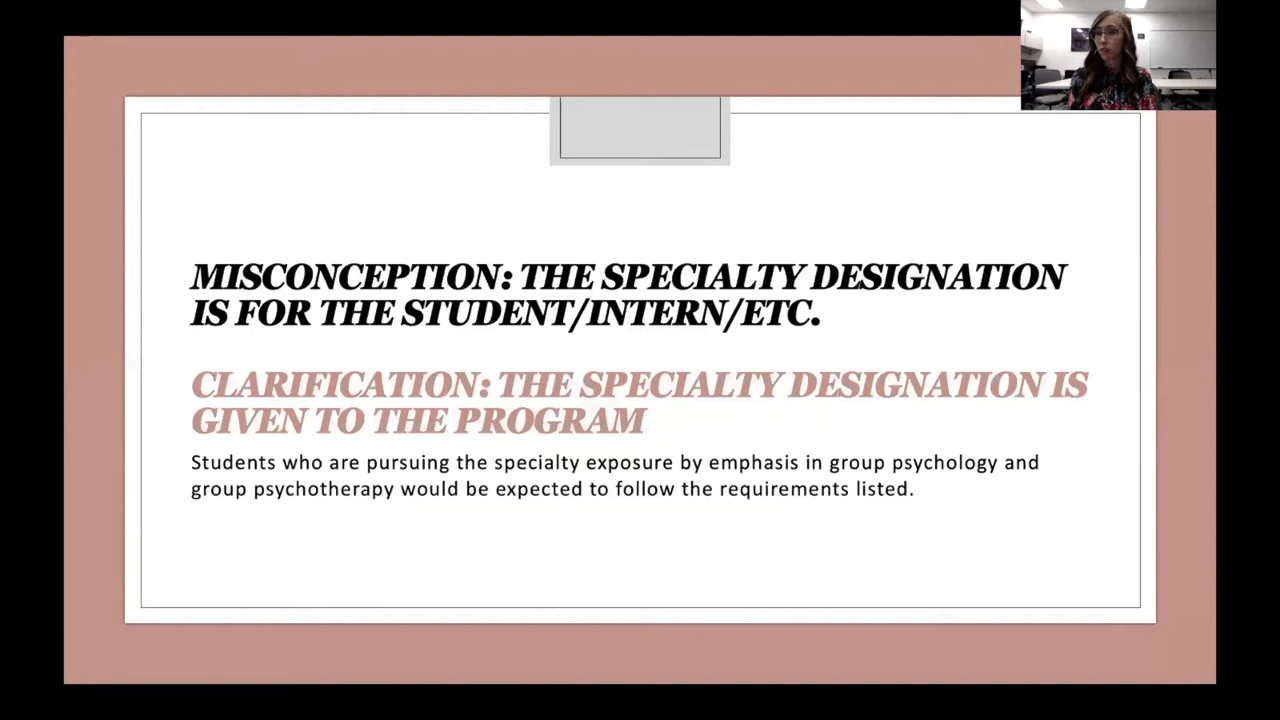 MISCONCEPTION: THE SPECIALTY DESIGNATION
IS FOR THE STUDENT/INTERN/ETC.
CLARIFICATION: THE SPECIALTY DESIGNATION IS
GIVEN TO THE PROGRAM
Students who are pursuing the specialty exposure by emphasis in group psychology and
group psychotherapy would be expected to follow the requirements listed.